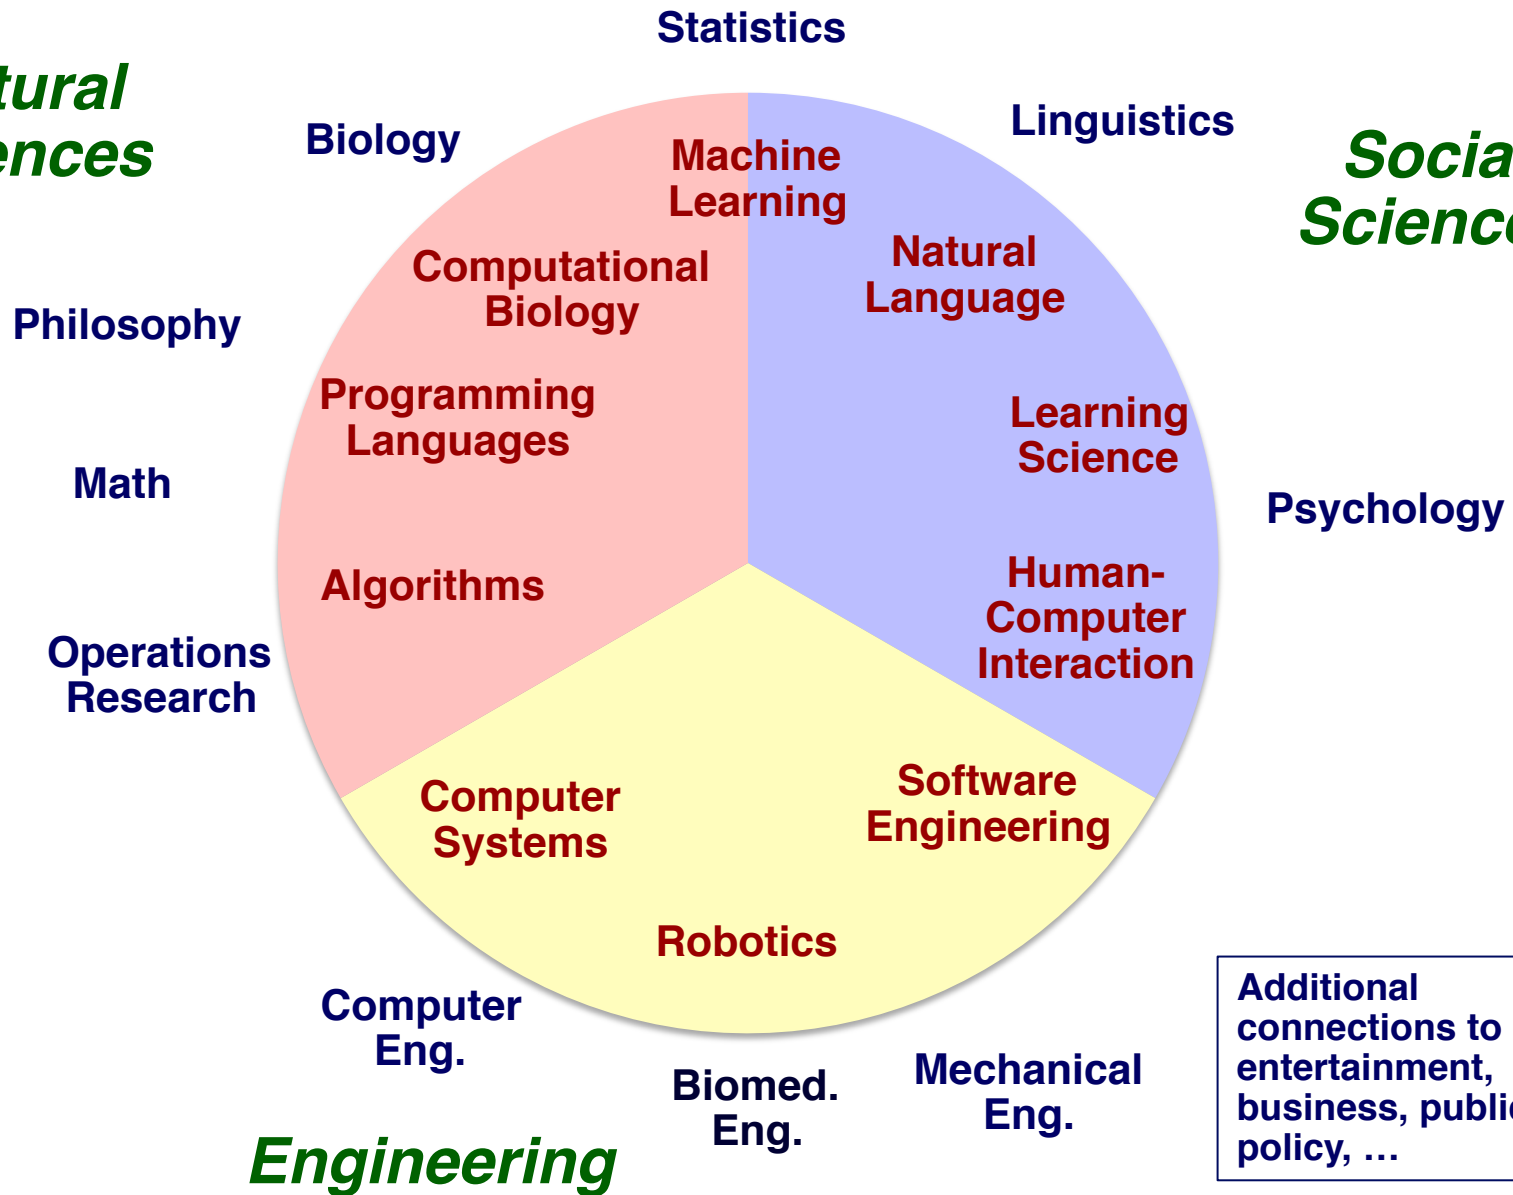 Statistics
tural
ences
Biology
Linguistics
Socia
Scienc
Machine
Learning
Natural
Language
Computational
Biology
Philosophy
Programming
Languages
Learning
Science
Math
Psychology
Algorithms
Human-
Computer
Interaction
Operations
Research
Computer
Systems
Software
Engineering
Robotics
Computer
Eng.
Biomed.
Eng.
Mechanical
Eng.
Engineering
Additional
connections to
entertainment,
business, public
policy, ...